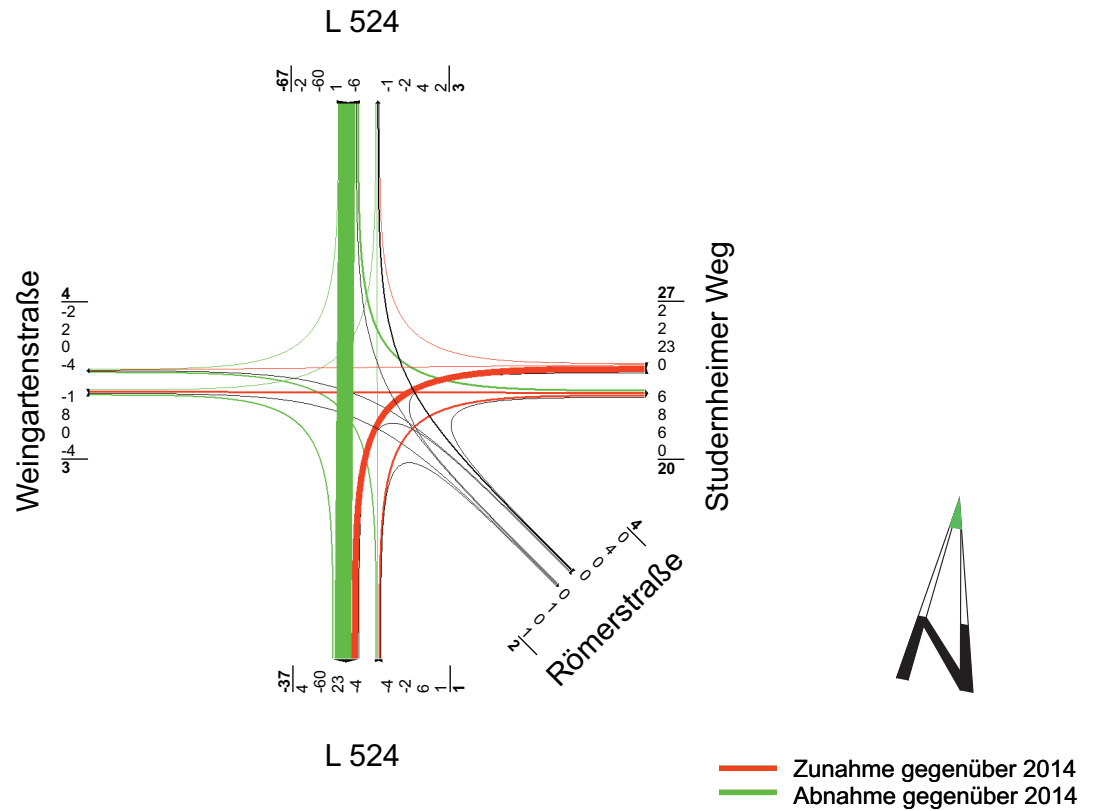 L 524
-67 -2 -60 1 -6 -1 -2 4 2 3
Weingartenstraße
4
-2
2
0
-4
-1
8
0
-4
3
27
2
2
23
0
6
8
6
0
20
Studernheimer Weg
4 0 4 0 0
0 1 0 1 2
Römerstraße
-37 4 -60 23 -4 -4 -2 6 1 1
L 524
N
Zunahme gegenüber 2014
Abnahme gegenüber 2014